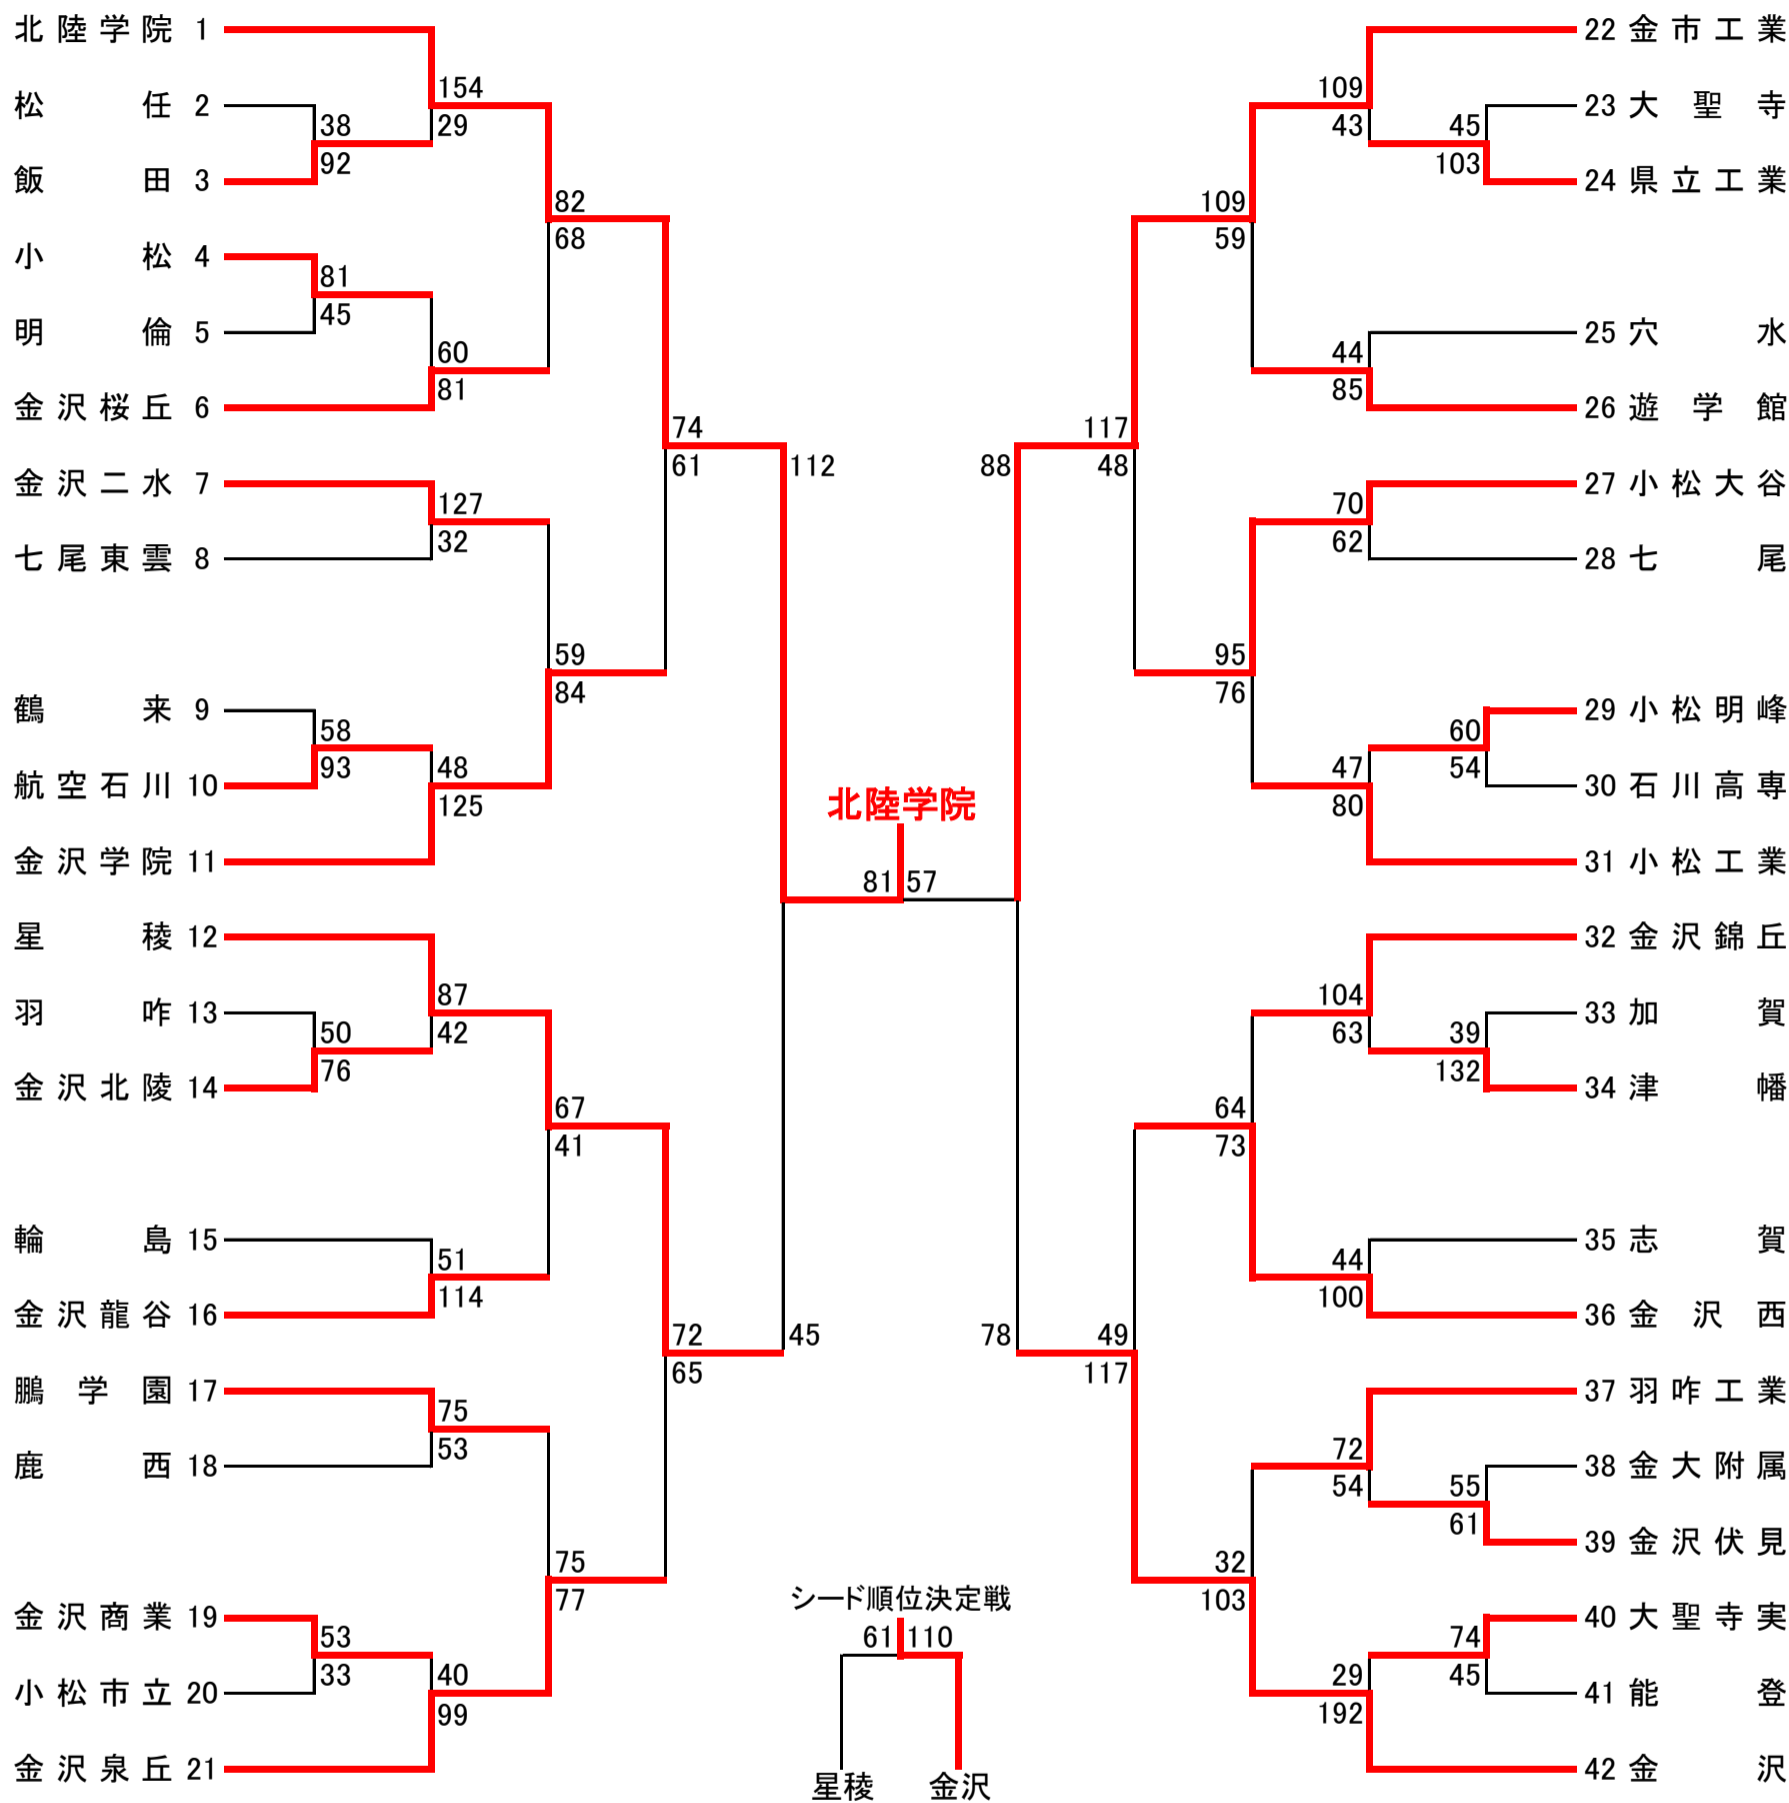 北陸学院 1
松任 2
飯田 3
小松 4
明倫 5
金沢桜丘 6
金沢二水 7
七尾東雲 8
鶴来 9
航空石川 10
金沢学院 11
星稜 12
羽咋 13
金沢北陵 14
輪島 15
金沢龍谷 16
鵬学園 17
鹿西 18
金沢商業 19
小松市立 20
金沢泉丘 21
38
92
81
45
58
93
50
76
53
33
154
29
60
81
127
32
48
125
87
42
51
114
75
53
40
99
82
68
59
84
67
41
75
77
74
61
72
65
112
45
北陸学院
81 57
88
78
117
48
49
117
109
59
95
76
64
73
32
103
109
43
44
85
70
62
47
80
104
63
44
100
72
54
29
192
45
103
60
54
39
132
55
61
74
45
22 金市工業
23 大聖寺
24 県立工業
25 穴水
26 遊学館
27 小松大谷
28 七尾
29 小松明峰
30 石川高専
31 小松工業
32 金沢錦丘
33 加賀
34 津幡
35 志賀
36 金沢西
37 羽咋工業
38 金大附属
39 金沢伏見
40 大聖寺実
41 能登
42 金沢
シード順位決定戦
61 110
星稜 金沢